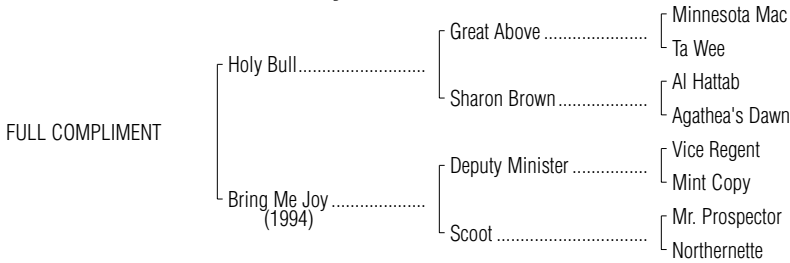 Minnesota Mac
Great Above ......................
Ta Wee
Holy Bull...........................
Al Hattab
Sharon Brown...................
Agathea's Dawn
FULL COMPLIMENT
Vice Regent
Deputy Minister ................
Mint Copy
Bring Me Joy ....................
(1994)
Mr. Prospector
Scoot ................................
Northernette